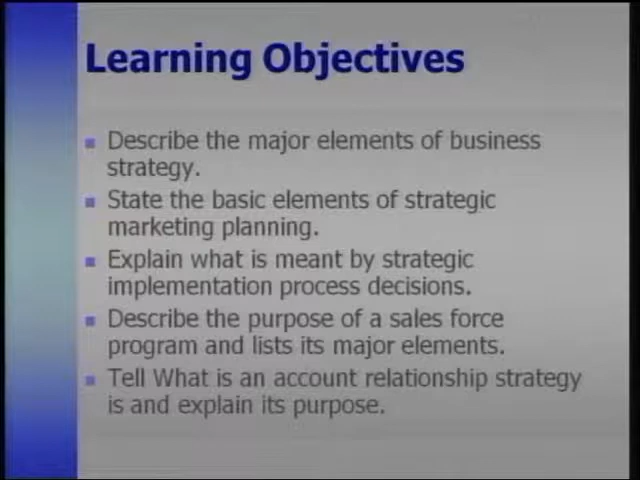 Learning Objectives
Describe the major elements of business
strategy.
State the basic elements of strategic
marketing planning.
Explain what is meant by strategic
implementation process decisions.
Describe the purpose of a sales force
program and lists its major elements.
Tell What is an account relationship strategy
is and explain its purpose.